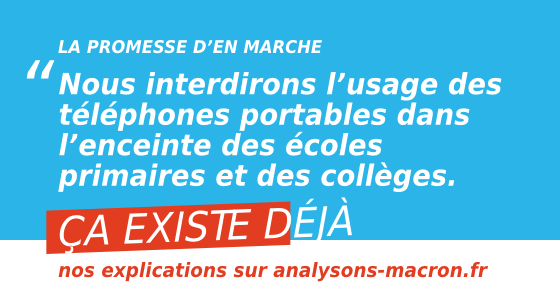 LA PROMESSE D’EN MARCHE
“ Nous interdirons l’usage des
téléphones portables dans
l’enceinte des écoles
primaires et des collèges.
ÇA EXISTE DÉJÀ
nos explications sur analysons-macron.fr